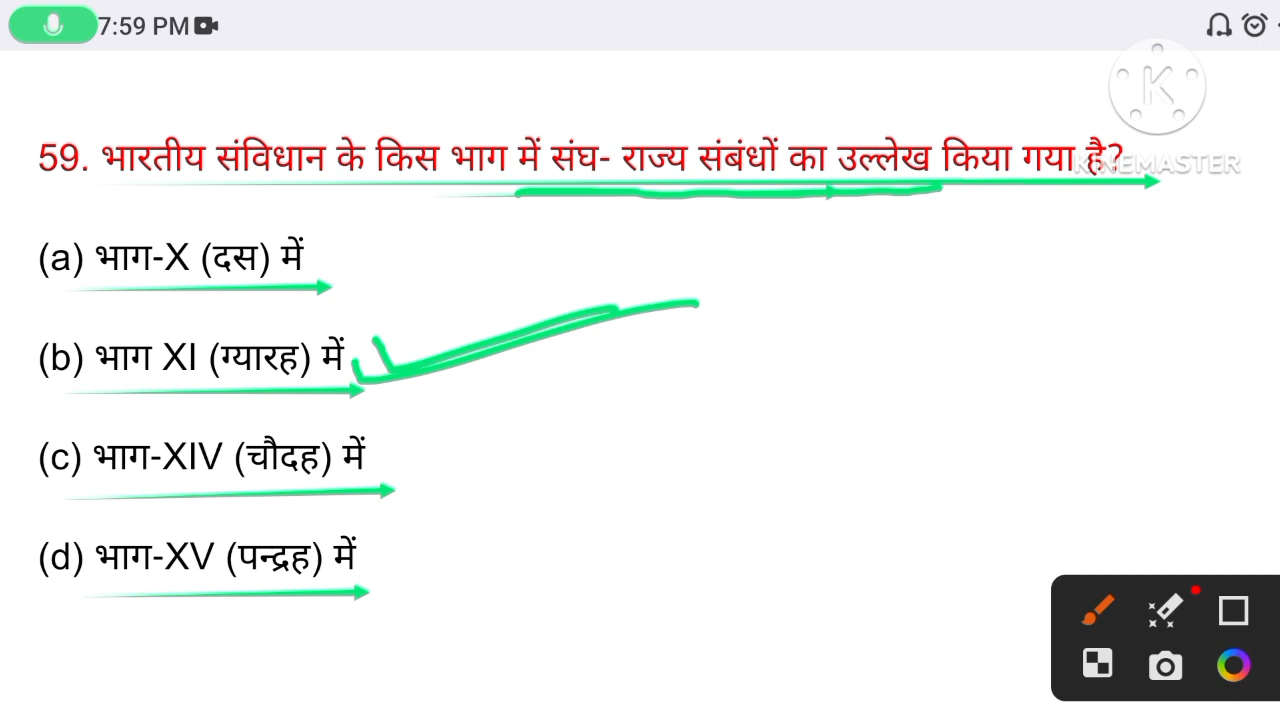 7:59 PM
K
KINEMASTER
59. भारतीय संविधान के किस भाग में संघ- राज्य संबंधों का उल्लेख किया गया है?
(a) भाग-X (दस) में
(b) भाग XI (ग्यारह) में
(c) भाग-XIV (चौदह) में
(d) भाग-XV (पन्द्रह) में